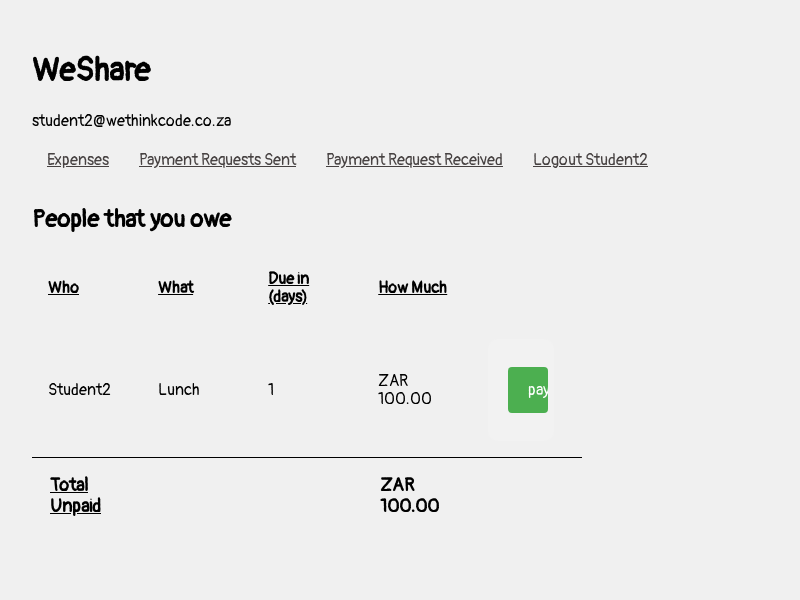 WeShare
student2@wethinkcode.co.za
Expenses Payment Requests Sent Payment Request Received Logout Student2
People that you owe
Who What Due in (days) How Much
Student2 Lunch 1 ZAR 100.00 pay
Total Unpaid ZAR 100.00